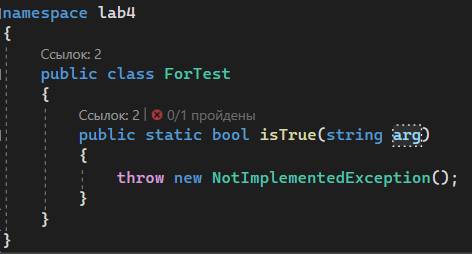 namespace lab4
{
Ссылок: 2
public class ForTest
{
Ссылок: 2 | 0/1 пройдены
public static bool isTrue(string arg)
{
throw new NotImplementedException();
}
}
}